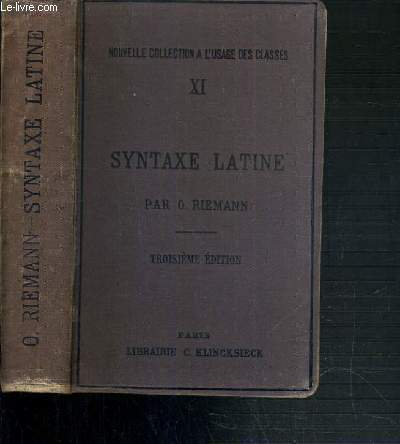 Le-livre.com
O. RIEMANN — SYNTAXE LATINE
NOUVELLE COLLECTION A L'USAGE DES CLASSES
XI
SYNTAXE LATINE
PAR O. RIEMANN
TROISIÈME ÉDITION
PARIS
LIBRAIRIE C. KLINCKSIECK